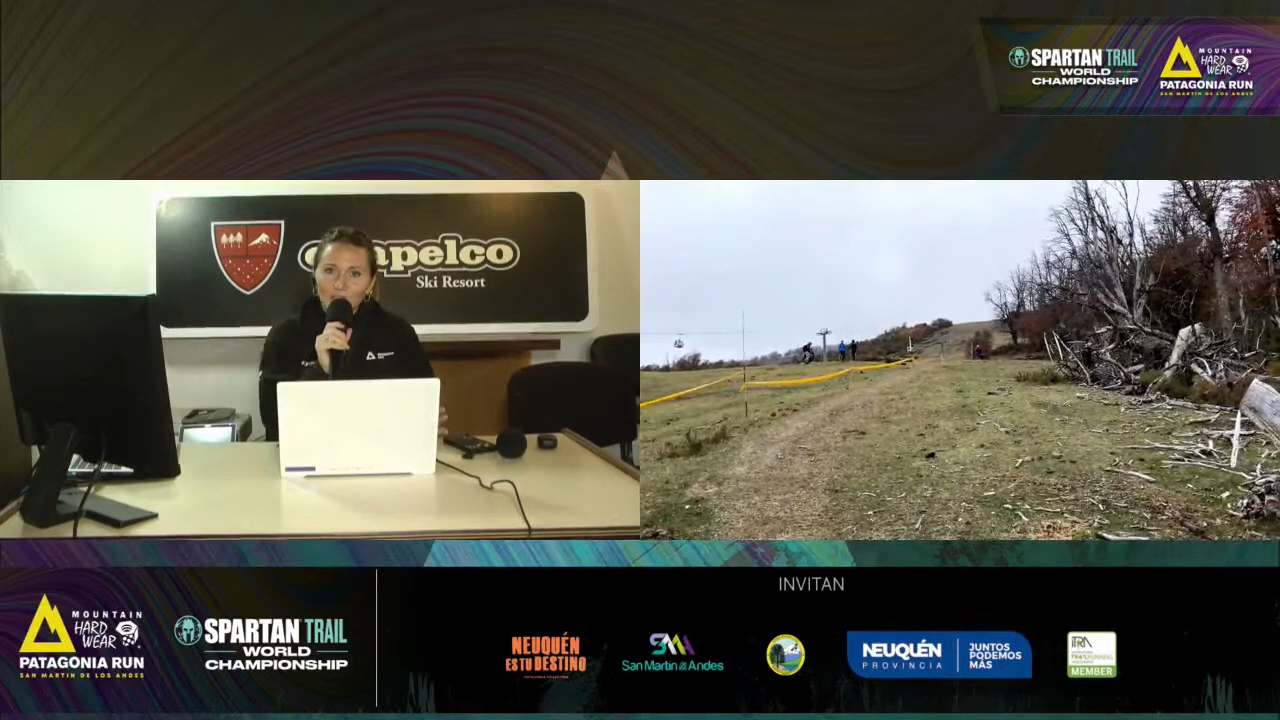 SPARTAN TRAIL
WORLD
CHAMPIONSHIP
MOUNTAIN
HARD
WEAR
PATAGONIA RUN
SAN MARTIN DE LOS ANDES
apelco
Ski Resort
INVITAN
MOUNTAIN
HARD
WEAR
PATAGONIA RUN
SAN MARTIN DE LOS ANDES
SPARTAN TRAIL
WORLD
CHAMPIONSHIP
NEUQUÉN
ES TU DESTINO
San Martín de los Andes
NEUQUÉN
PROVINCIA
JUNTOS
PODEMOS
MÁS
ITRA
MEMBER